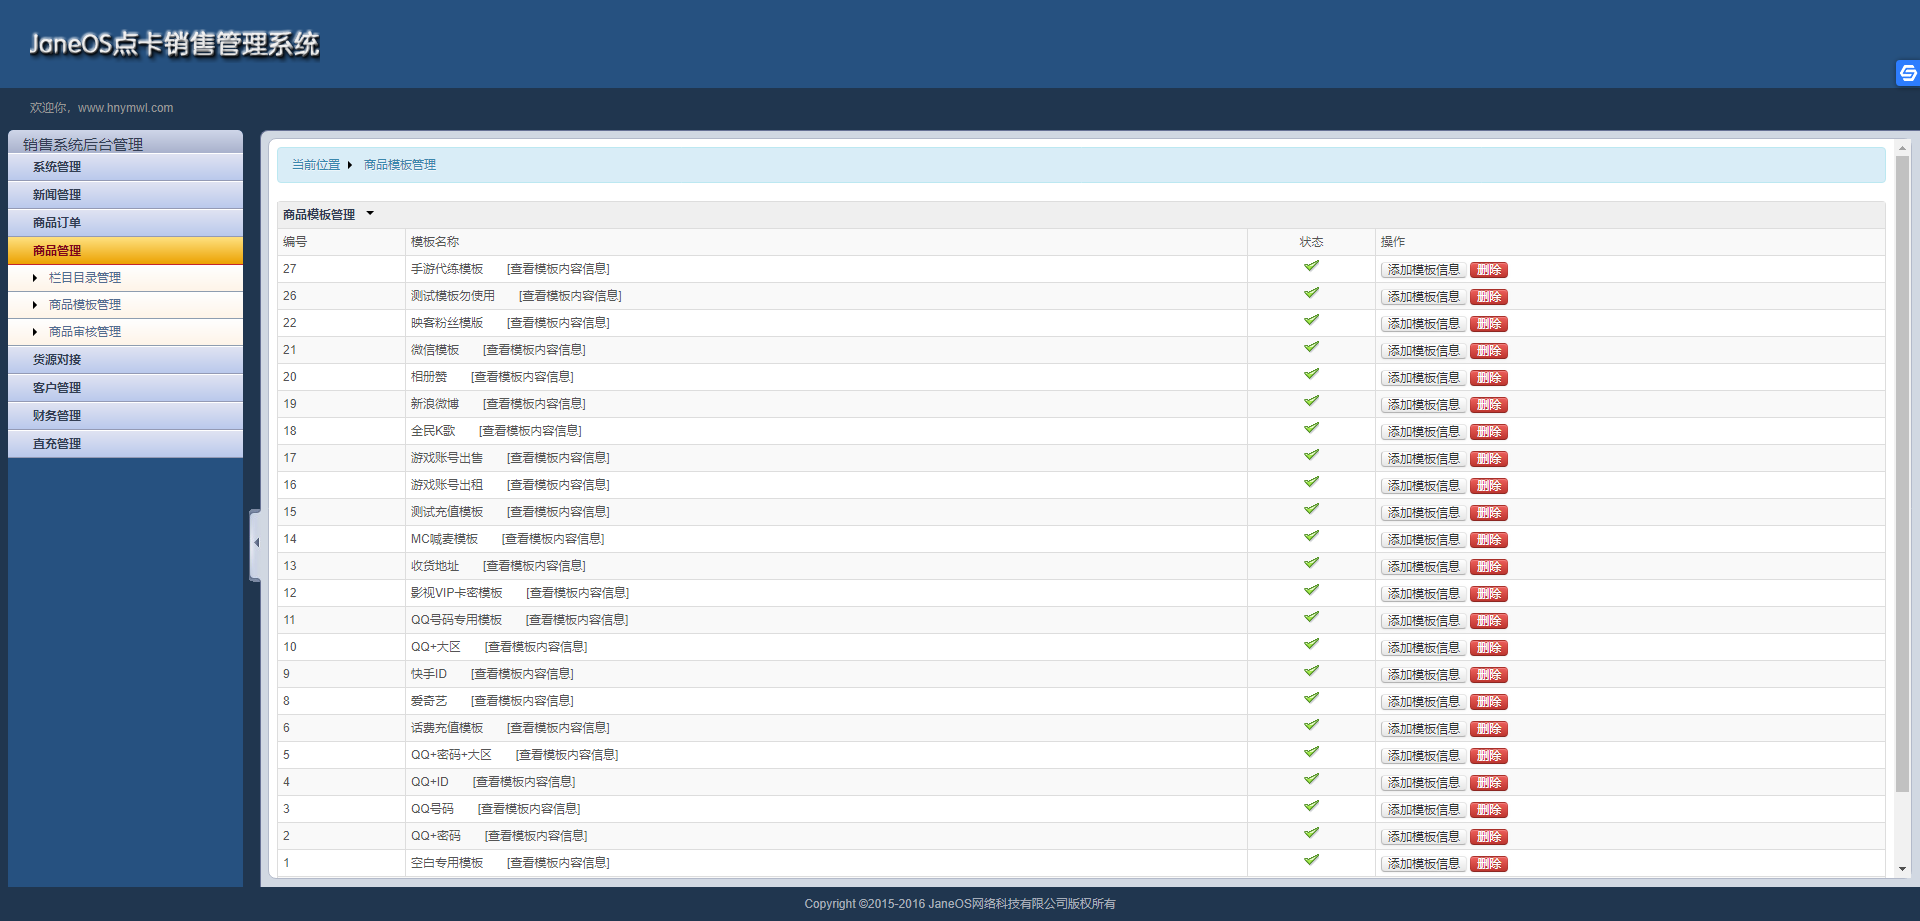 JaneOS点卡销售管理系统
欢迎你，www.hnymwl.com
销售系统后台管理
系统管理
新闻管理
商品订单
商品管理
栏目目录管理
商品模板管理
商品审核管理
货源对接
客户管理
财务管理
直充管理
当前位置 商品模板管理
商品模板管理
编号 模板名称 状态 操作
27 手游代练模板 [查看模板内容信息] 添加模板信息 删除
26 测试模板勿使用 [查看模板内容信息] 添加模板信息 删除
22 映客粉丝模版 [查看模板内容信息] 添加模板信息 删除
21 微信模板 [查看模板内容信息] 添加模板信息 删除
20 相册赞 [查看模板内容信息] 添加模板信息 删除
19 新浪微博 [查看模板内容信息] 添加模板信息 删除
18 全民K歌 [查看模板内容信息] 添加模板信息 删除
17 游戏账号出售 [查看模板内容信息] 添加模板信息 删除
16 游戏账号出租 [查看模板内容信息] 添加模板信息 删除
15 测试充值模板 [查看模板内容信息] 添加模板信息 删除
14 MC喊麦模板 [查看模板内容信息] 添加模板信息 删除
13 收货地址 [查看模板内容信息] 添加模板信息 删除
12 影视VIP卡密模板 [查看模板内容信息] 添加模板信息 删除
11 QQ号码专用模板 [查看模板内容信息] 添加模板信息 删除
10 QQ+大区 [查看模板内容信息] 添加模板信息 删除
9 快手ID [查看模板内容信息] 添加模板信息 删除
8 爱奇艺 [查看模板内容信息] 添加模板信息 删除
6 话费充值模板 [查看模板内容信息] 添加模板信息 删除
5 QQ+密码+大区 [查看模板内容信息] 添加模板信息 删除
4 QQ+ID [查看模板内容信息] 添加模板信息 删除
3 QQ号码 [查看模板内容信息] 添加模板信息 删除
2 QQ+密码 [查看模板内容信息] 添加模板信息 删除
1 空白专用模板 [查看模板内容信息] 添加模板信息 删除
Copyright ©2015-2016 JaneOS网络科技有限公司版权所有